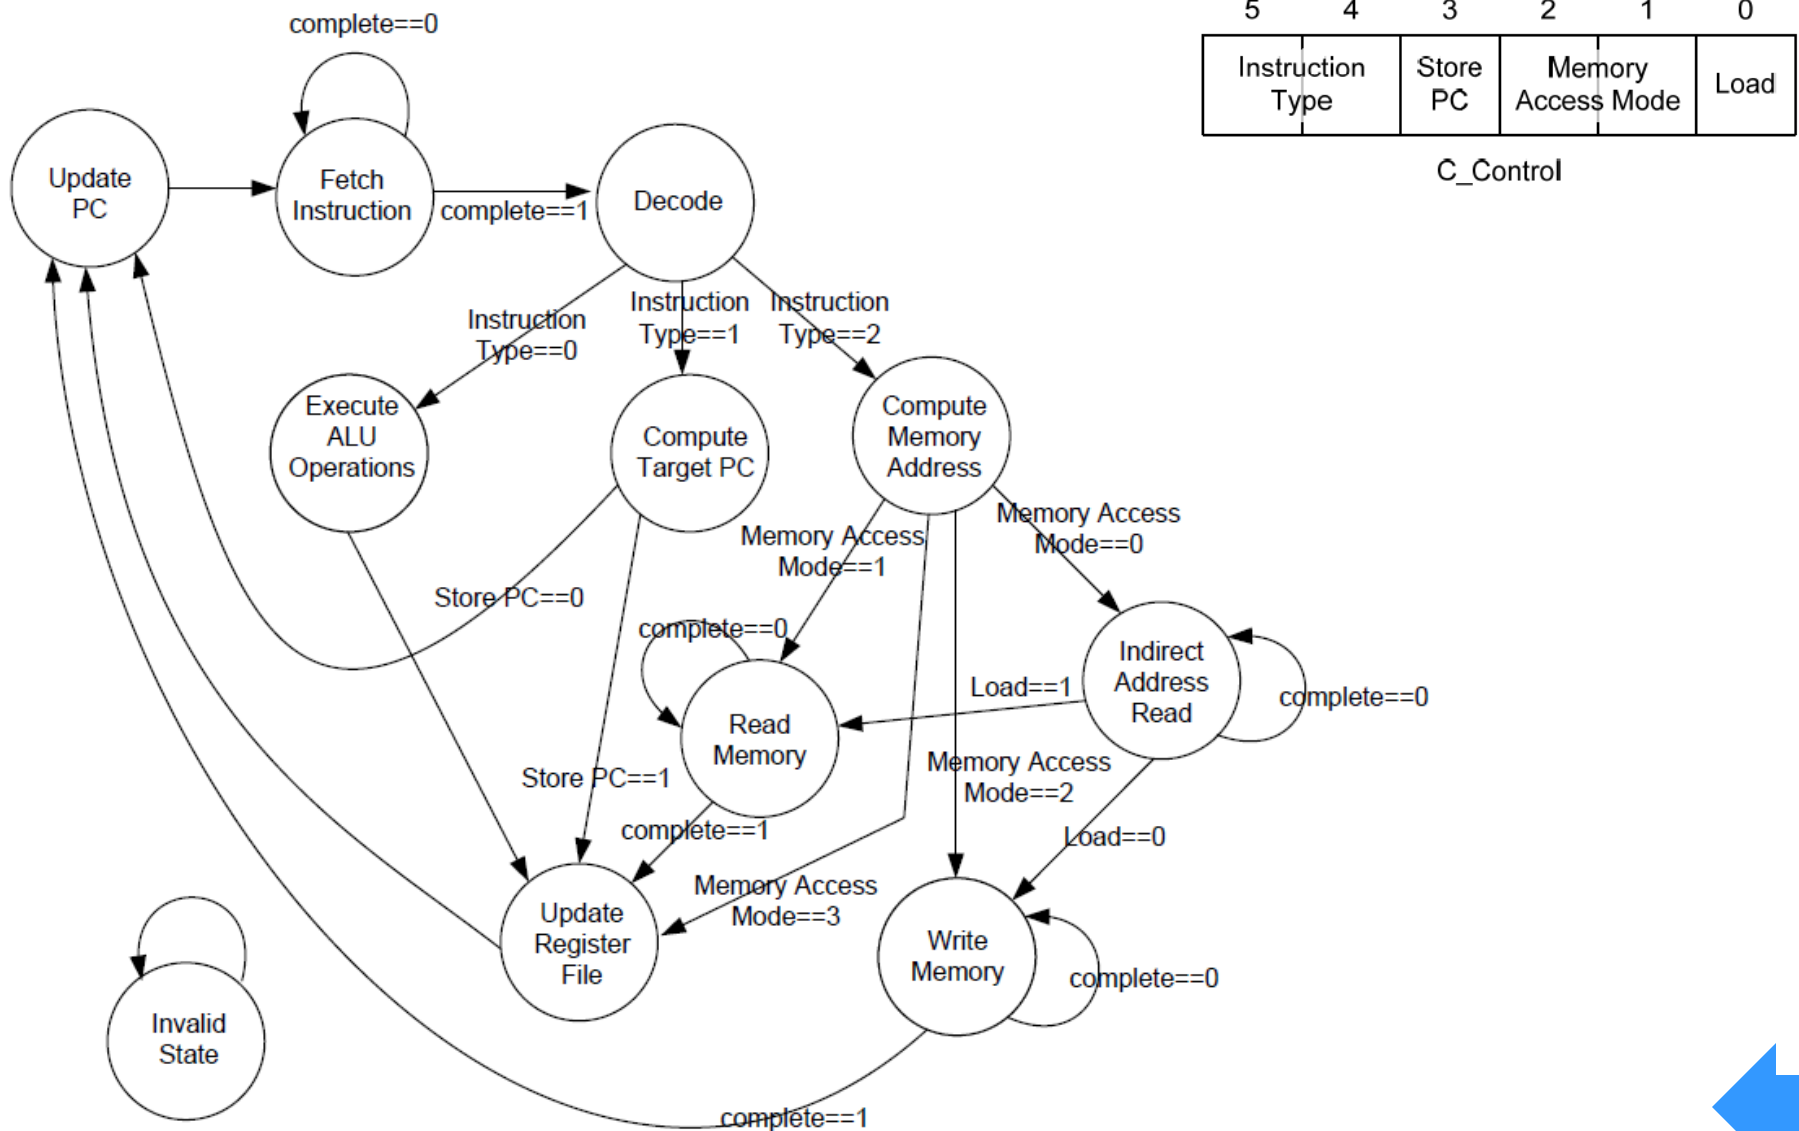 complete==0
5 4 3 2 1 0
Instruction
Type
Store
PC
Memory
Access Mode
Load
C_Control
Update
PC
Fetch
Instruction
complete==1
Decode
Instruction
Type==0
Instruction
Type==1
Instruction
Type==2
Execute
ALU
Operations
Compute
Target PC
Compute
Memory
Address
Memory Access
Mode==1
Memory Access
Mode==0
Store PC==0
complete==0
Indirect
Address
Read
complete==0
Load==1
Read
Memory
Store PC==1
Memory Access
Mode==2
complete==1
Load==0
Memory Access
Mode==3
Update
Register
File
Write
Memory
complete==0
Invalid
State
complete==1